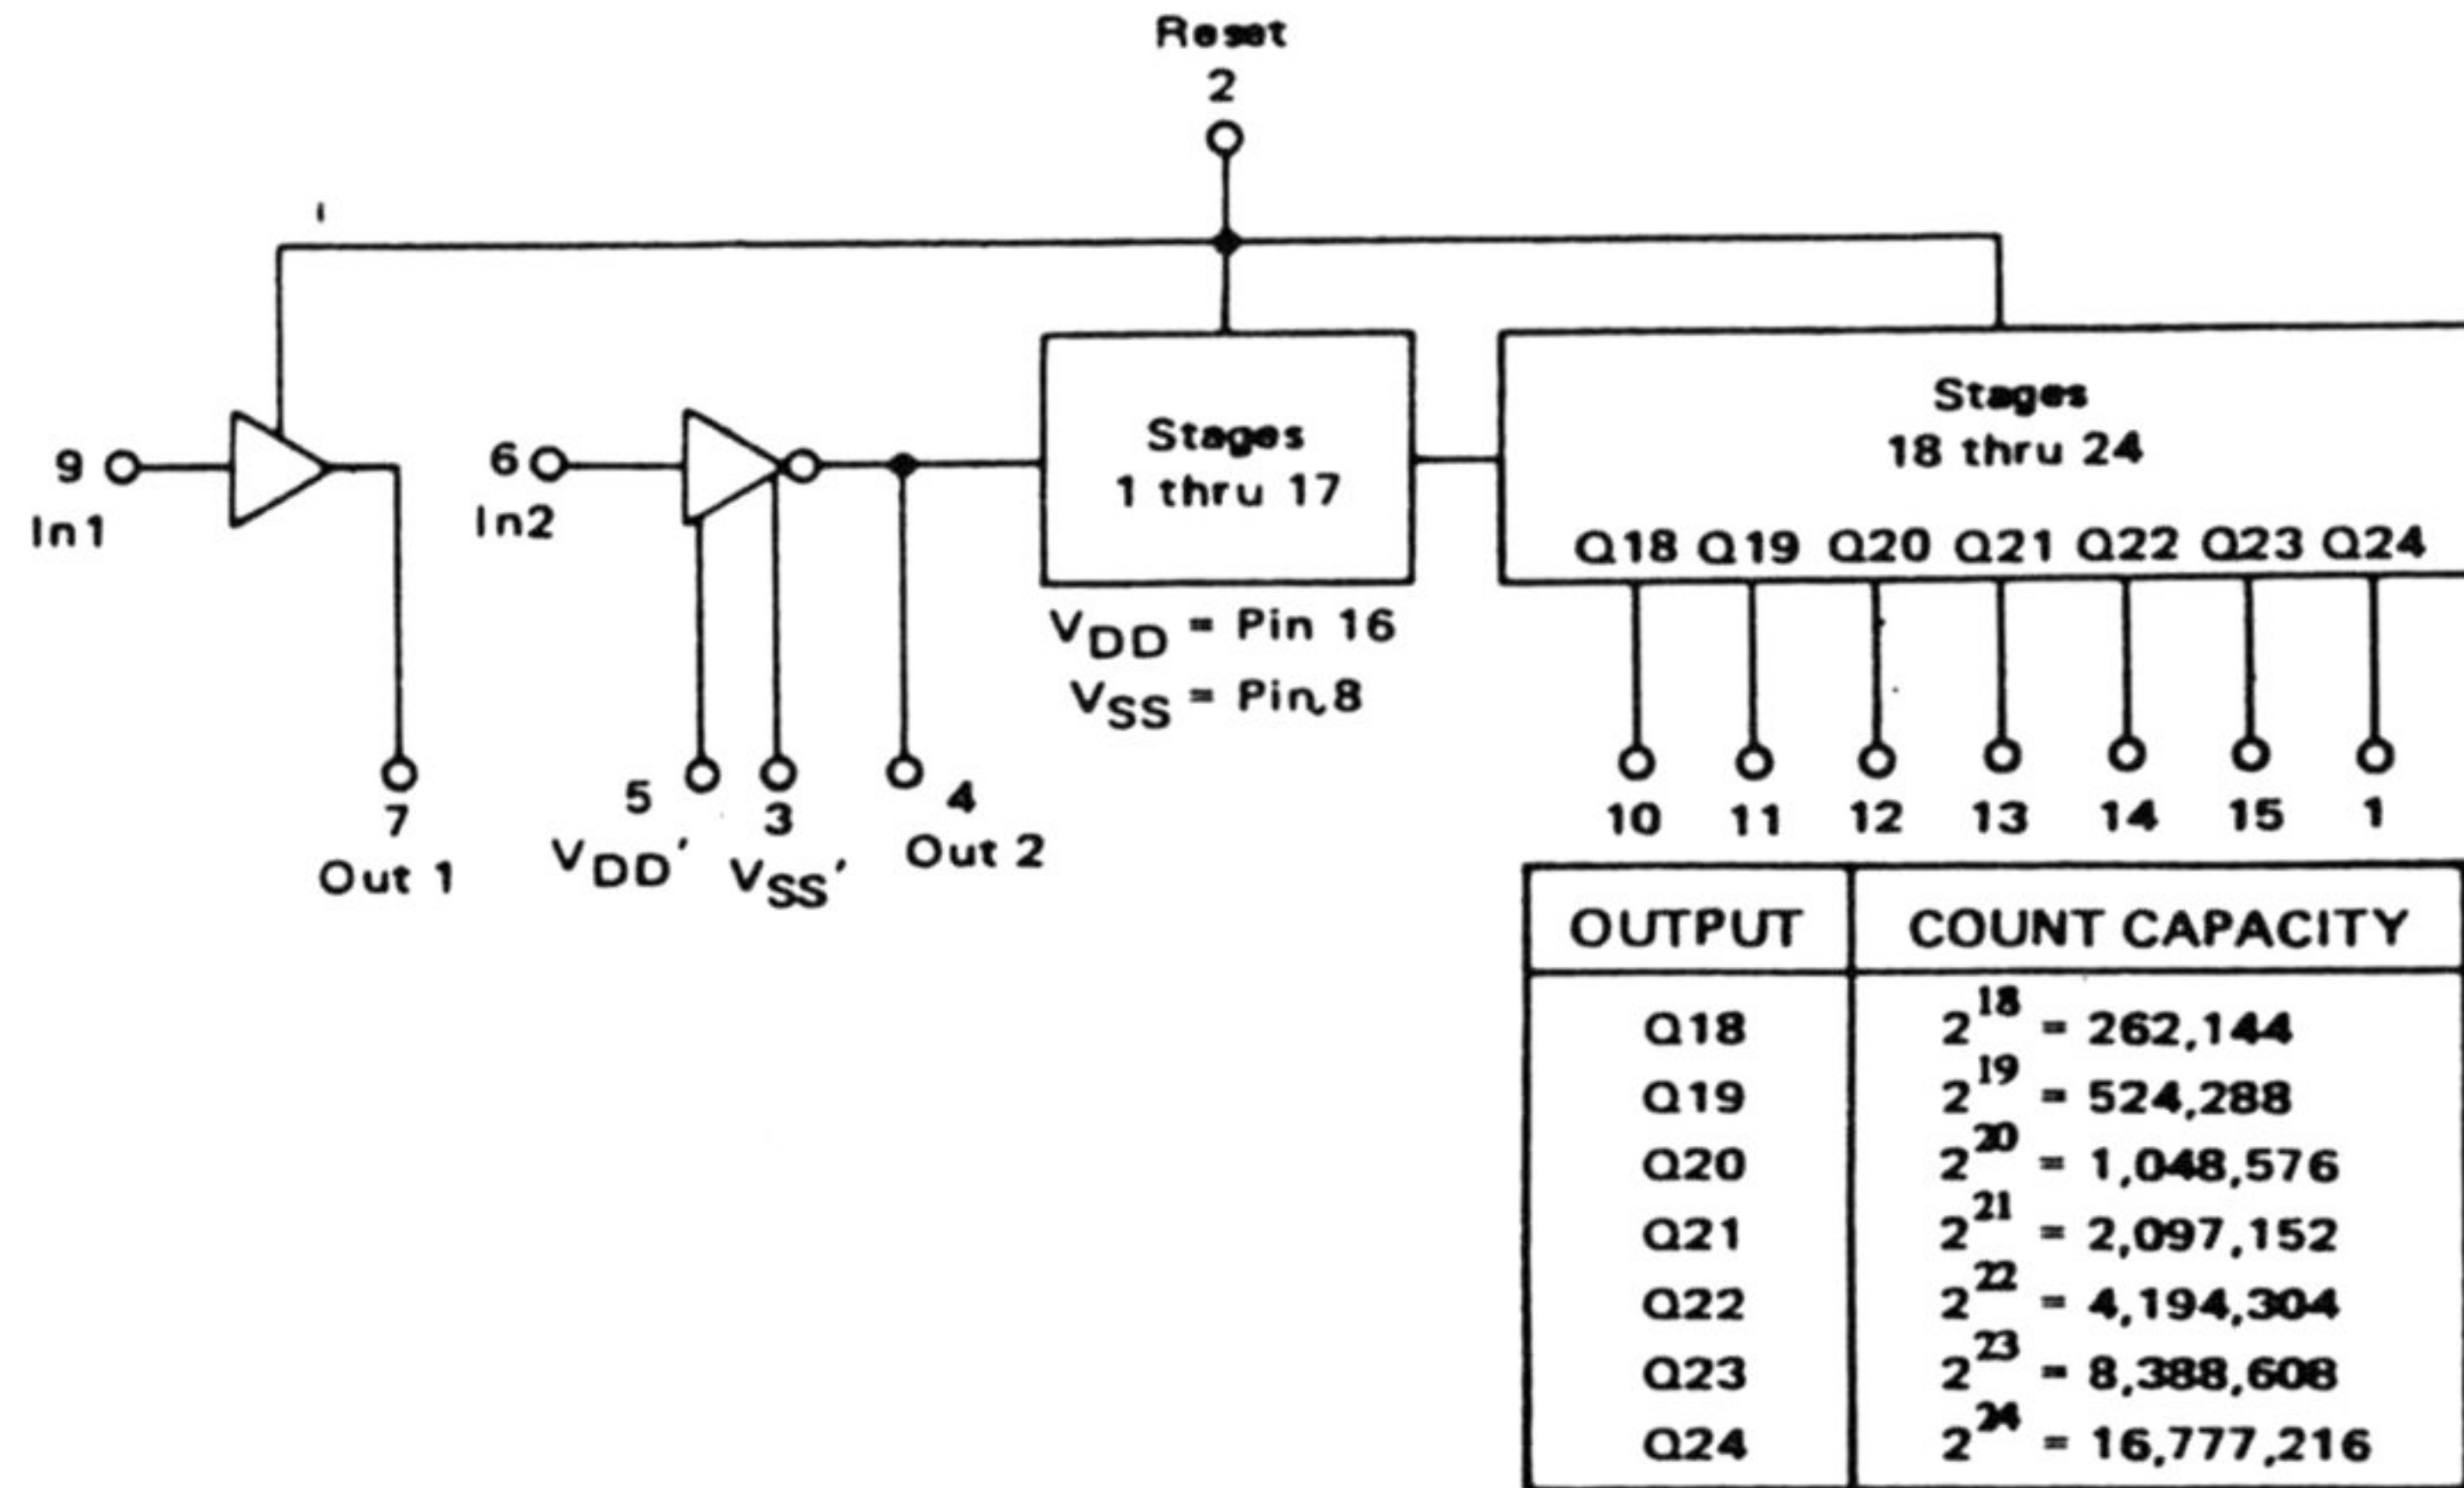 Reset
2
9
In1
7
Out 1
6
In2
5
VDD'
3
VSS'
4
Out 2
Stages
1 thru 17
VDD = Pin 16
VSS = Pin 8
Stages
18 thru 24
Q18 Q19 Q20 Q21 Q22 Q23 Q24
10 11 12 13 14 15 1
OUTPUT COUNT CAPACITY
Q18 2^18 = 262,144
Q19 2^19 = 524,288
Q20 2^20 = 1,048,576
Q21 2^21 = 2,097,152
Q22 2^22 = 4,194,304
Q23 2^23 = 8,388,608
Q24 2^24 = 16,777,216